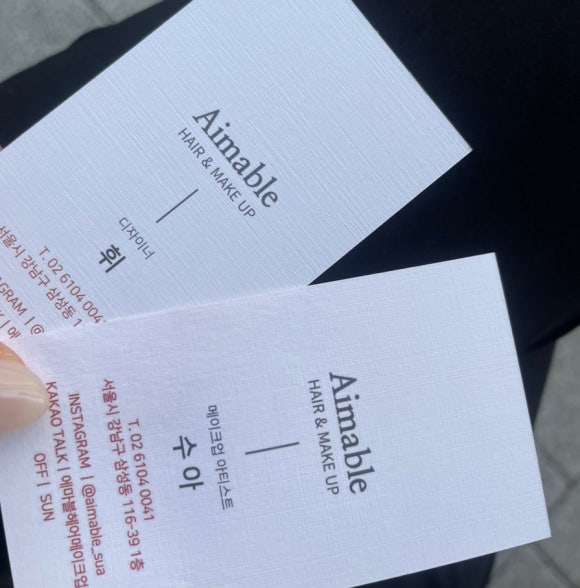 Aimable
HAIR & MAKE UP
디자이너
휘
T. 02 6104 004
서울시 강남구 삼성동 1
Aimable
HAIR & MAKE UP
메이크업 아티스트
수아
T. 02 6104 0041
서울시 강남구 삼성동 116-39 1층
INSTAGRAM | @aimable_sua
KAKAO TALK | 에마블헤어메이크업
OFF | SUN